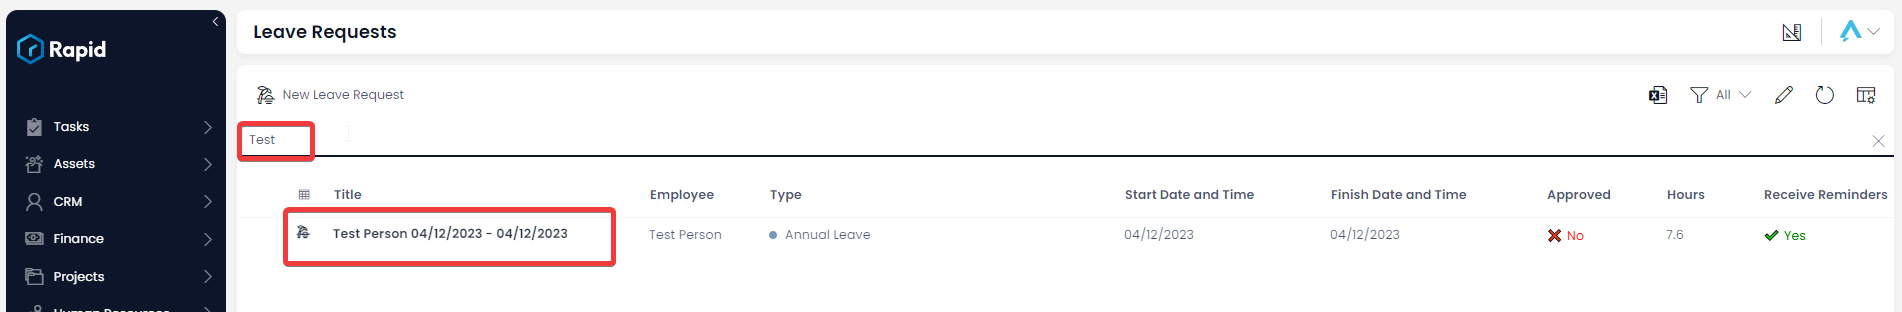 Rapid
Tasks
Assets
CRM
Finance
Projects
Human Resources
Leave Requests
New Leave Request
All
Test
Title Employee Type Start Date and Time Finish Date and Time Approved Hours Receive Reminders
Test Person 04/12/2023 - 04/12/2023 Test Person Annual Leave 04/12/2023 04/12/2023 No 7.6 Yes